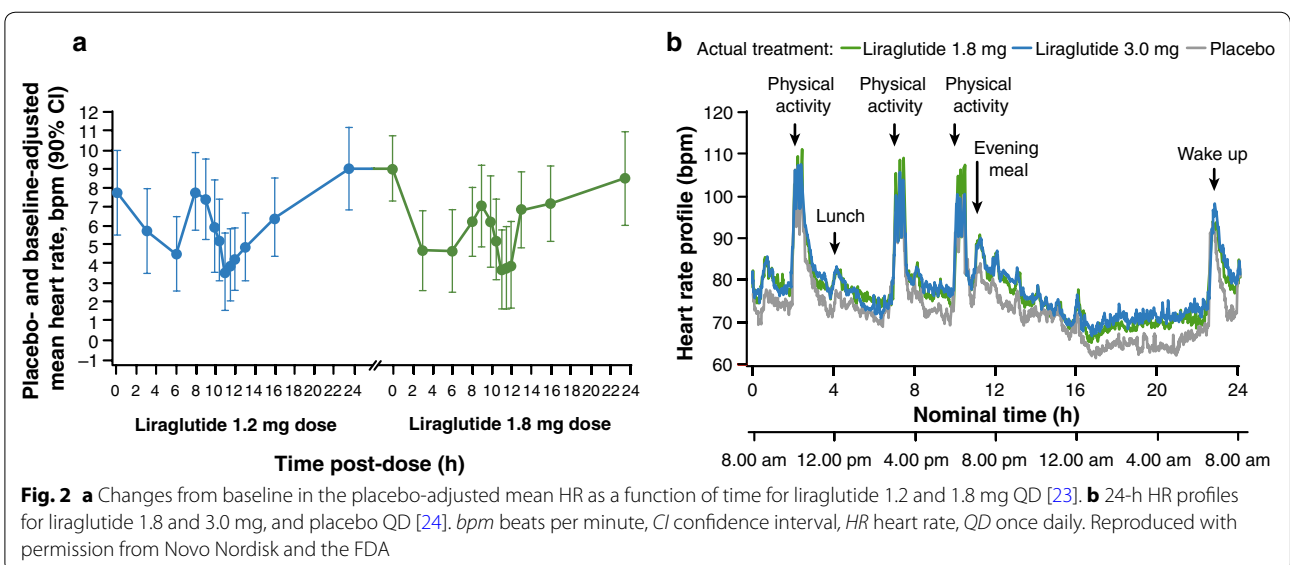 a
Placebo- and baseline-adjusted
mean heart rate, bpm (90% CI)
12
11
10
9
8
7
6
5
4
3
2
1
0
–1
0 2 4 6 8 10 12 14 16 18 20 22 24 0 2 4 6 8 10 12 14 16 18 20 22 24
Liraglutide 1.2 mg dose Liraglutide 1.8 mg dose
Time post-dose (h)
b
Actual treatment: Liraglutide 1.8 mg Liraglutide 3.0 mg Placebo
Physical
activity
Physical
activity
Physical
activity
Evening
meal
Lunch
Wake up
Heart rate profile (bpm)
120
110
100
90
80
70
60
0 4 8 12 16 20 24
Nominal time (h)
8.00 am 12.00 pm 4.00 pm 8.00 pm 12.00 am 4.00 am 8.00 am
Fig. 2 a Changes from baseline in the placebo-adjusted mean HR as a function of time for liraglutide 1.2 and 1.8 mg QD [23]. b 24-h HR profiles
for liraglutide 1.8 and 3.0 mg, and placebo QD [24]. bpm beats per minute, CI confidence interval, HR heart rate, QD once daily. Reproduced with
permission from Novo Nordisk and the FDA